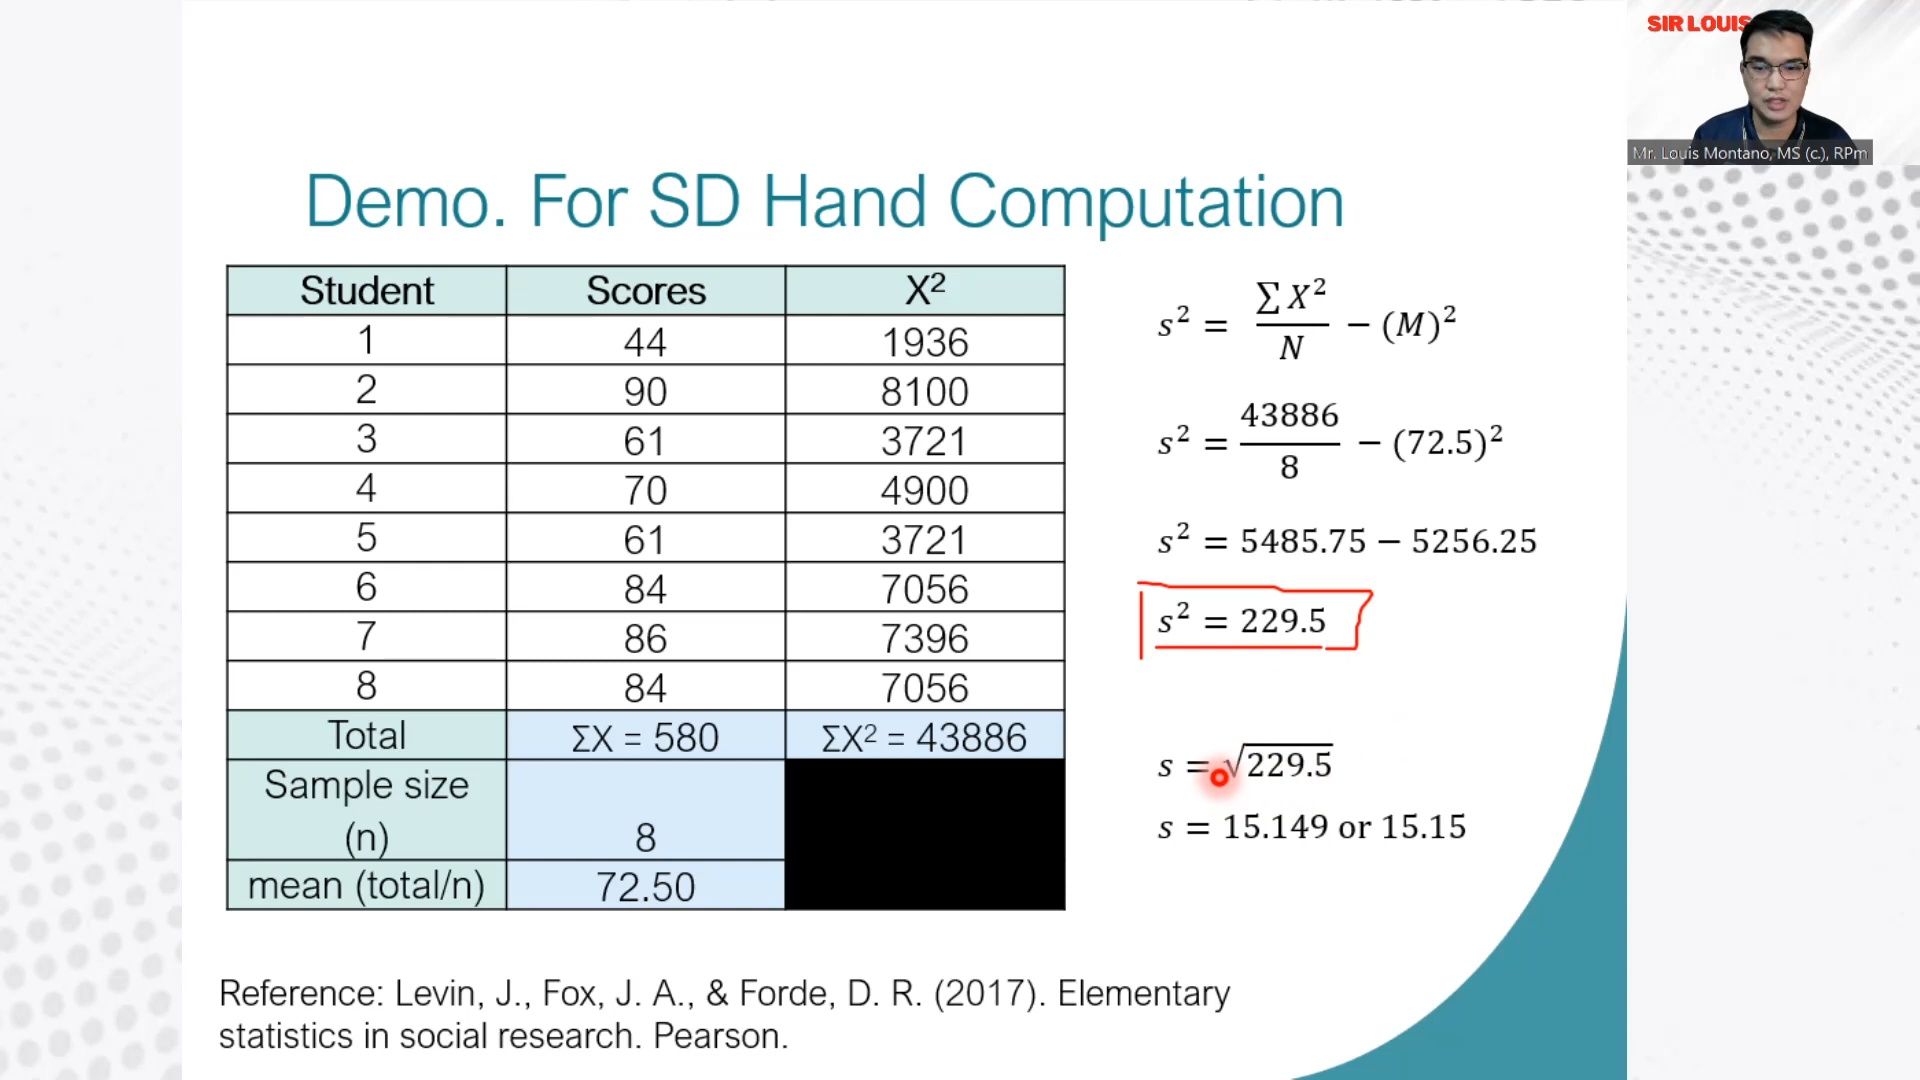 SIR LOUIS
Mr. Louis Montano, MS (c.), RPm
Demo. For SD Hand Computation
Student Scores X²
1 44 1936
2 90 8100
3 61 3721
4 70 4900
5 61 3721
6 84 7056
7 86 7396
8 84 7056
Total ΣX = 580 ΣX² = 43886
Sample size
(n) 8
mean (total/n) 72.50
s² = ∑X²/N − (M)²
s² = 43886/8 − (72.5)²
s² = 5485.75 − 5256.25
s² = 229.5
s = √229.5
s = 15.149 or 15.15
Reference: Levin, J., Fox, J. A., & Forde, D. R. (2017). Elementary
statistics in social research. Pearson.